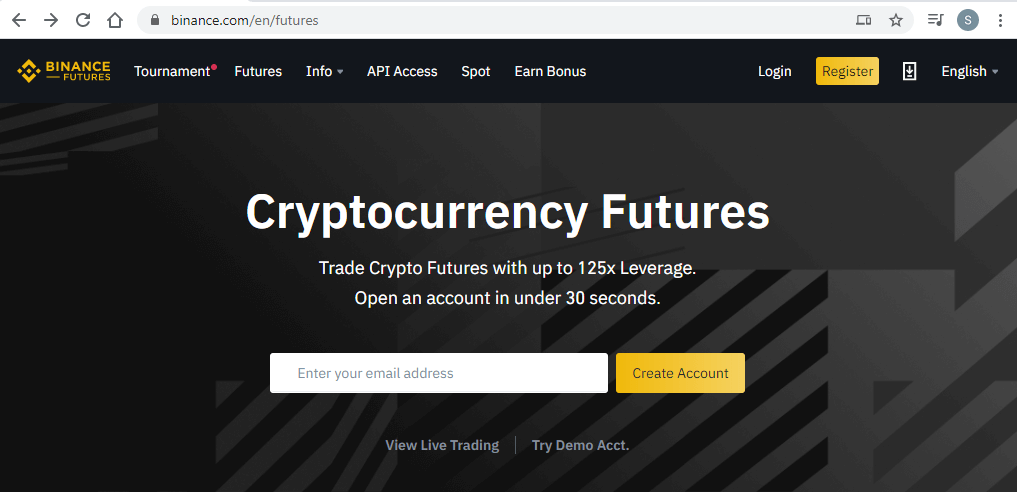 binance.com/en/futures
S
BINANCE
FUTURES
Tournament Futures Info API Access Spot Earn Bonus Login Register English
Cryptocurrency Futures
Trade Crypto Futures with up to 125x Leverage.
Open an account in under 30 seconds.
Enter your email address Create Account
View Live Trading Try Demo Acct.